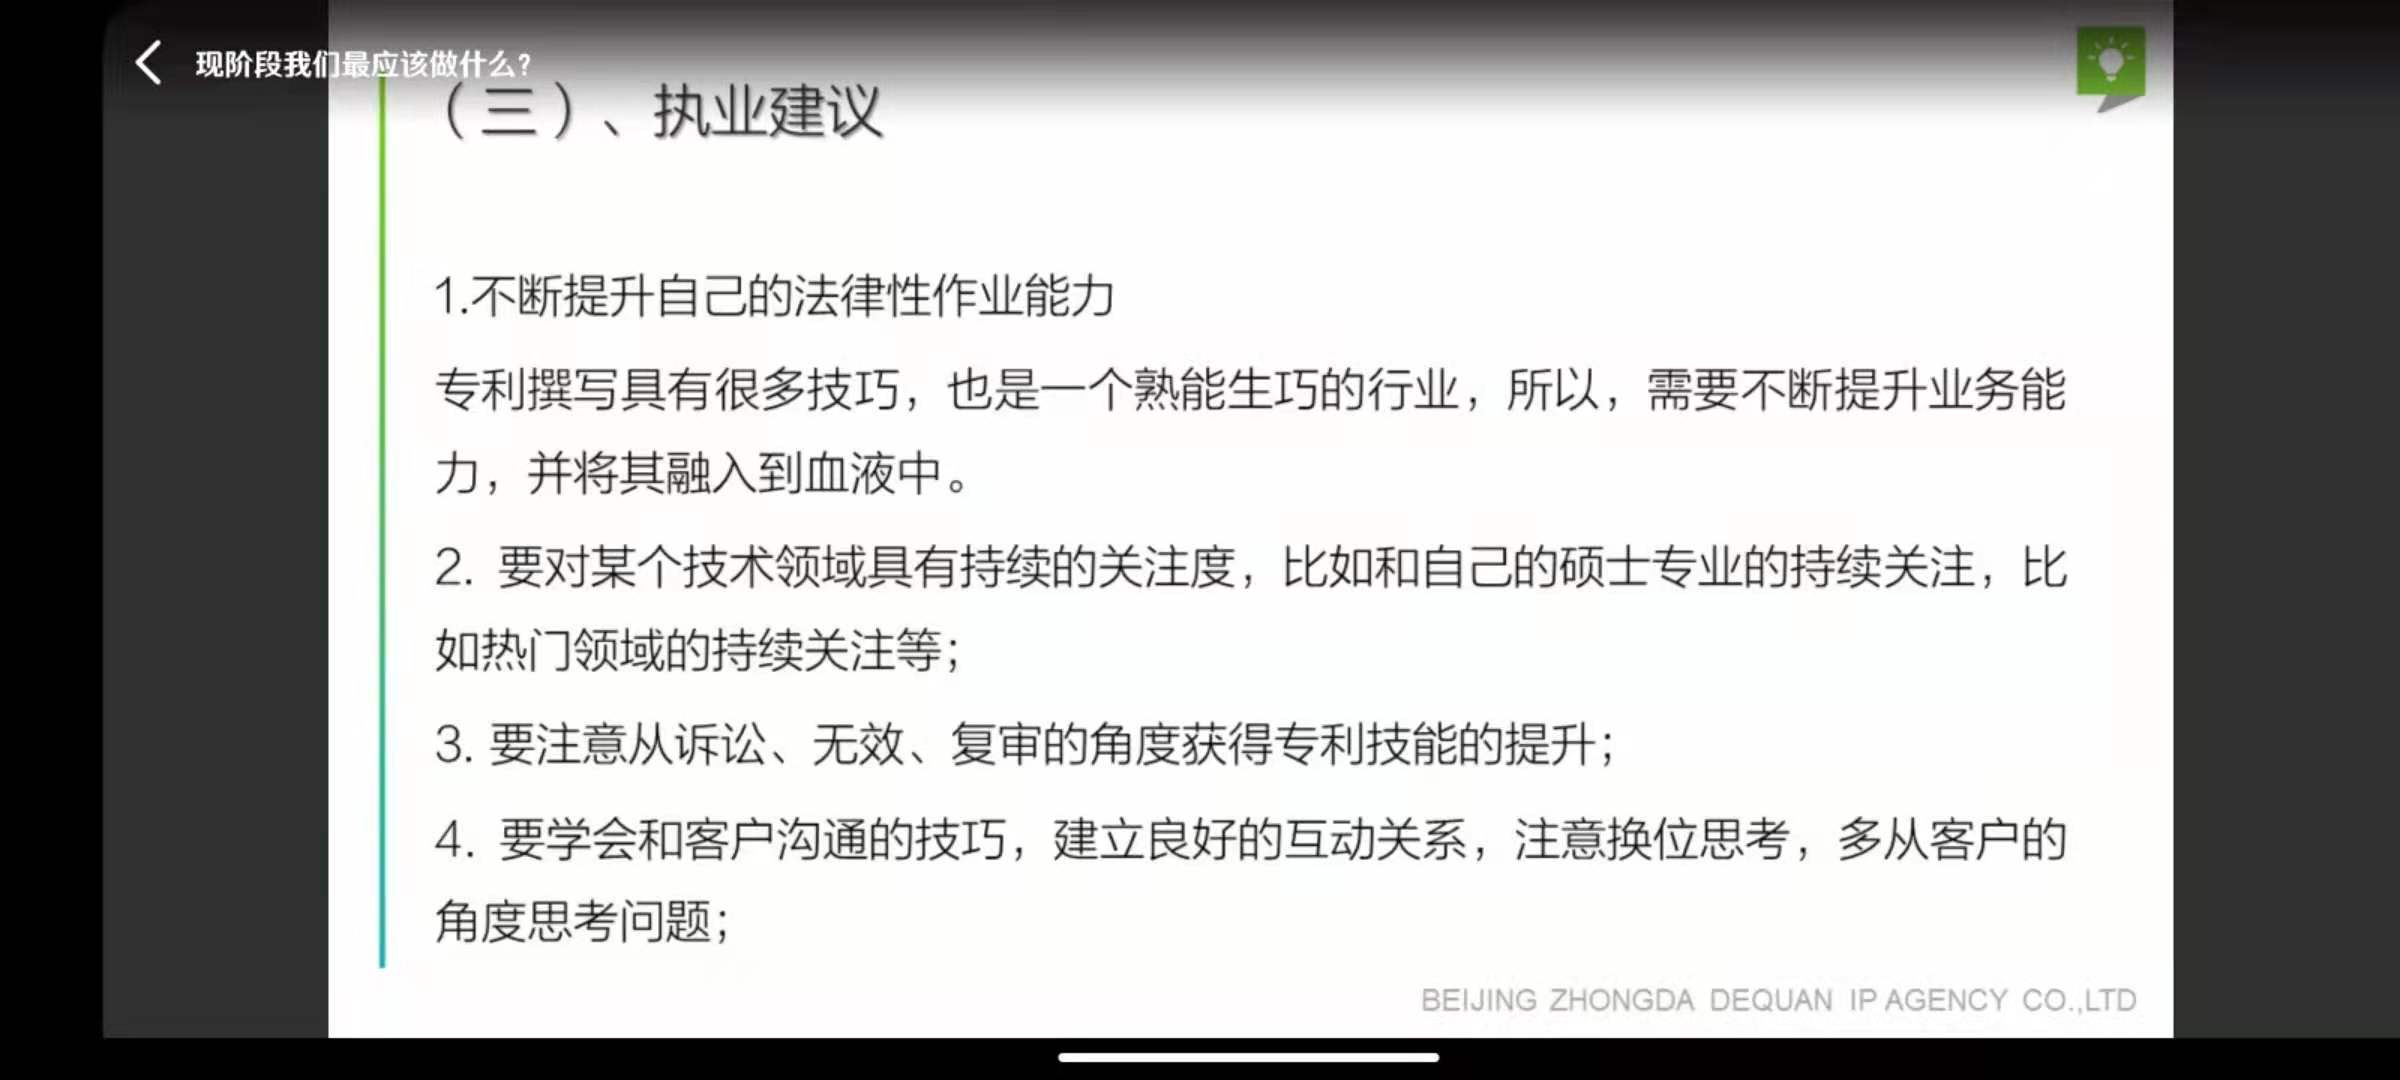 现阶段我们最应该做什么?
（三）、执业建议
1.不断提升自己的法律性作业能力
专利撰写具有很多技巧，也是一个熟能生巧的行业，所以，需要不断提升业务能
力，并将其融入到血液中。
2. 要对某个技术领域具有持续的关注度，比如和自己的硕士专业的持续关注，比
如热门领域的持续关注等；
3. 要注意从诉讼、无效、复审的角度获得专利技能的提升；
4. 要学会和客户沟通的技巧，建立良好的互动关系，注意换位思考，多从客户的
角度思考问题；
BEIJING ZHONGDA DEQUAN IP AGENCY CO.,LTD